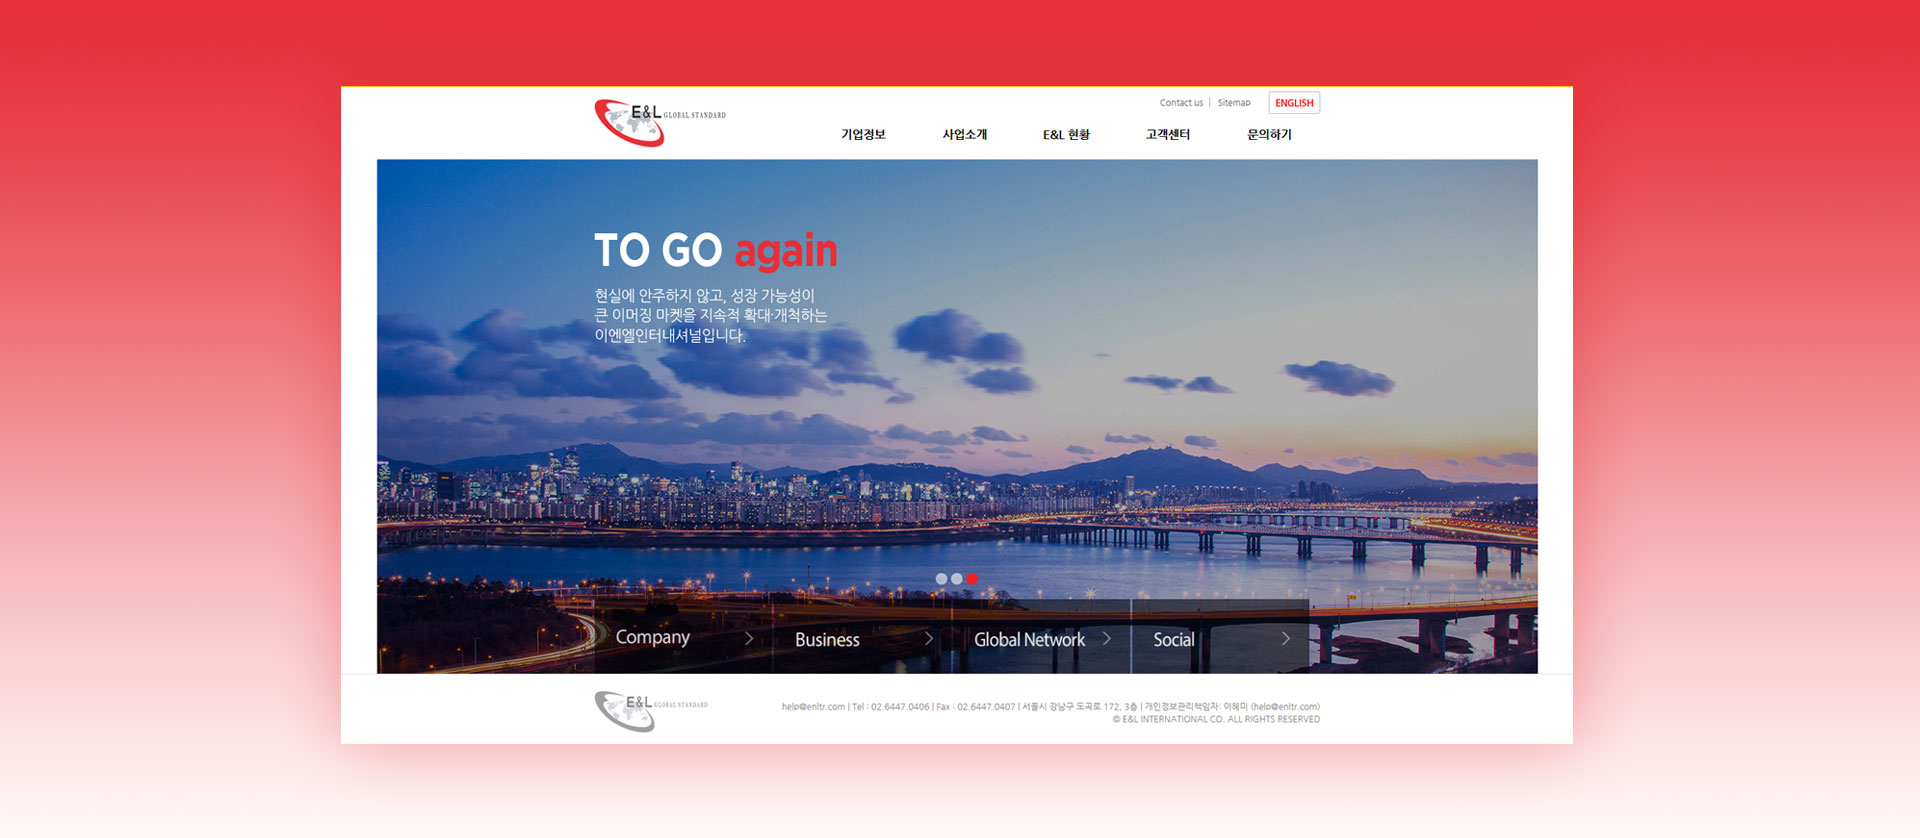 E&L GLOBAL STANDARD
Contact us | Sitemap
ENGLISH
기업정보 사업소개 E&L 현황 고객센터 문의하기
TO GO again
현실에 안주하지 않고, 성장 가능성이
큰 이머징 마켓을 지속적 확대·개척하는
이엔엘인터내셔널입니다.
Company
Business
Global Network
Social
E&L GLOBAL STANDARD
help@enltr.com | Tel : 02.6447.0406 | Fax : 02.6447.0407 | 서울시 강남구 도곡로 172, 3층 | 개인정보관리책임자: 이혜미 (help@enltr.com)
© E&L INTERNATIONAL CO. ALL RIGHTS RESERVED